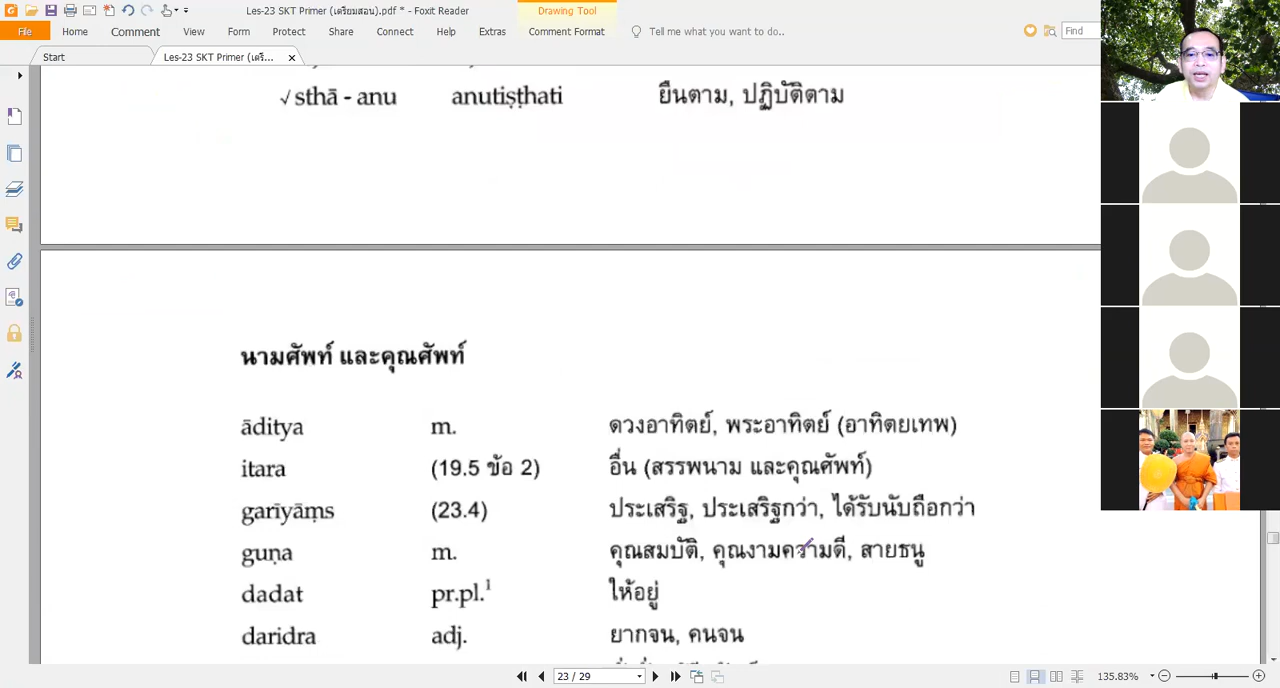 Les-23 SKT Primer (เตรียมสอน).pdf * - Foxit Reader
Drawing Tool
File Home Comment View Form Protect Share Connect Help Extras Comment Format Tell me what you want to do.. Find
Start Les-23 SKT Primer (เตรี...
√ sthā - anu anutiṣṭhati ยืนตาม, ปฏิบัติตาม
นามศัพท์ และคุณศัพท์
āditya m. ดวงอาทิตย์, พระอาทิตย์ (อาทิตยเทพ)
itara (19.5 ข้อ 2) อื่น (สรรพนาม และคุณศัพท์)
garīyāṃs (23.4) ประเสริฐ, ประเสริฐกว่า, ได้รับนับถือกว่า
guṇa m. คุณสมบัติ, คุณงามความดี, สายธนู
dadat pr.pl.¹ ให้อยู่
daridra adj. ยากจน, คนจน
23 / 29 135.83%